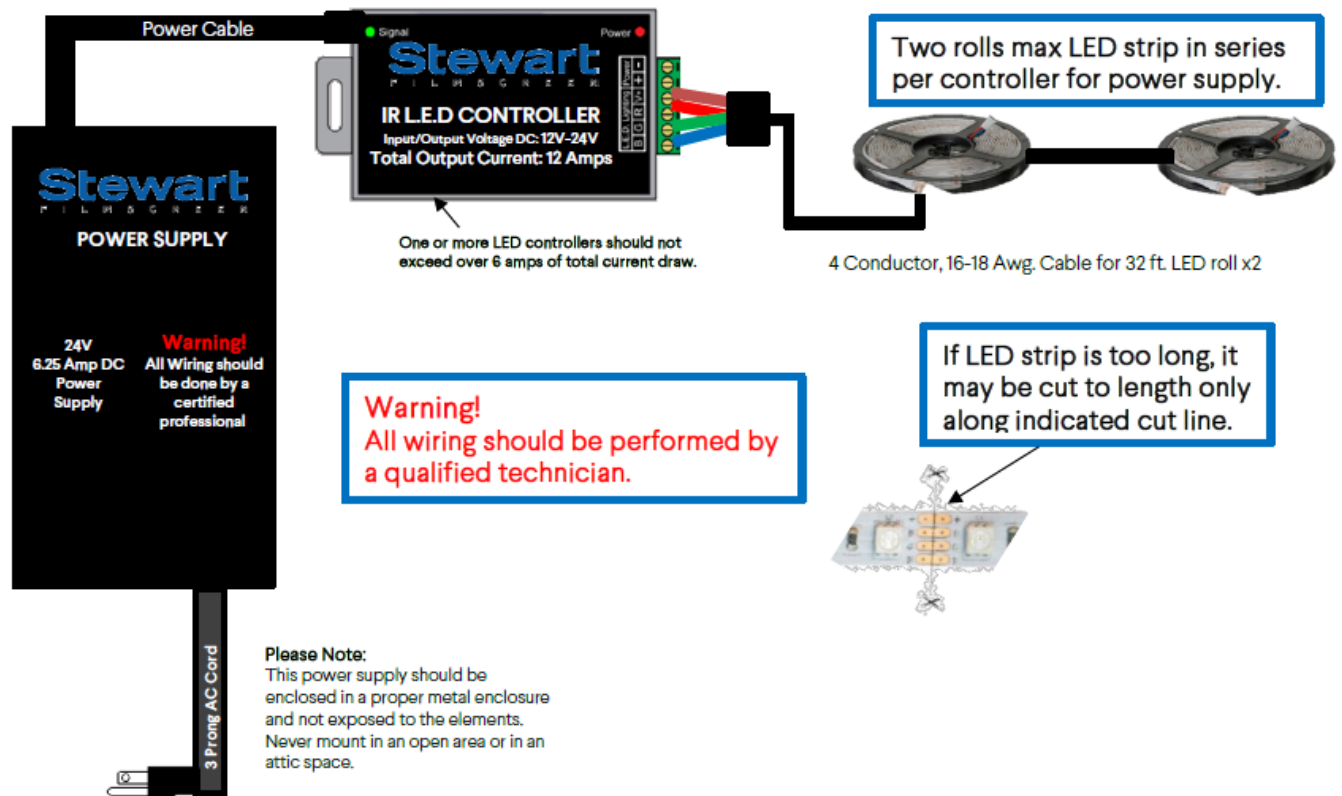 Power Cable
Signal
Power
Stewart
FILMSCREEN
IR L.E.D CONTROLLER
Input/Output Voltage DC: 12V-24V
Total Output Current: 12 Amps
L.E.D. Lighting Power
B G R V+ + -
Two rolls max LED strip in series
per controller for power supply.
One or more LED controllers should not
exceed over 6 amps of total current draw.
4 Conductor, 16-18 Awg. Cable for 32 ft. LED roll x2
Stewart
FILMSCREEN
POWER SUPPLY
24V
6.25 Amp DC
Power
Supply
Warning!
All Wiring should
be done by a
certified
professional
Warning!
All wiring should be performed by
a qualified technician.
If LED strip is too long, it
may be cut to length only
along indicated cut line.
3 Prong AC Cord
Please Note:
This power supply should be
enclosed in a proper metal enclosure
and not exposed to the elements.
Never mount in an open area or in an
attic space.